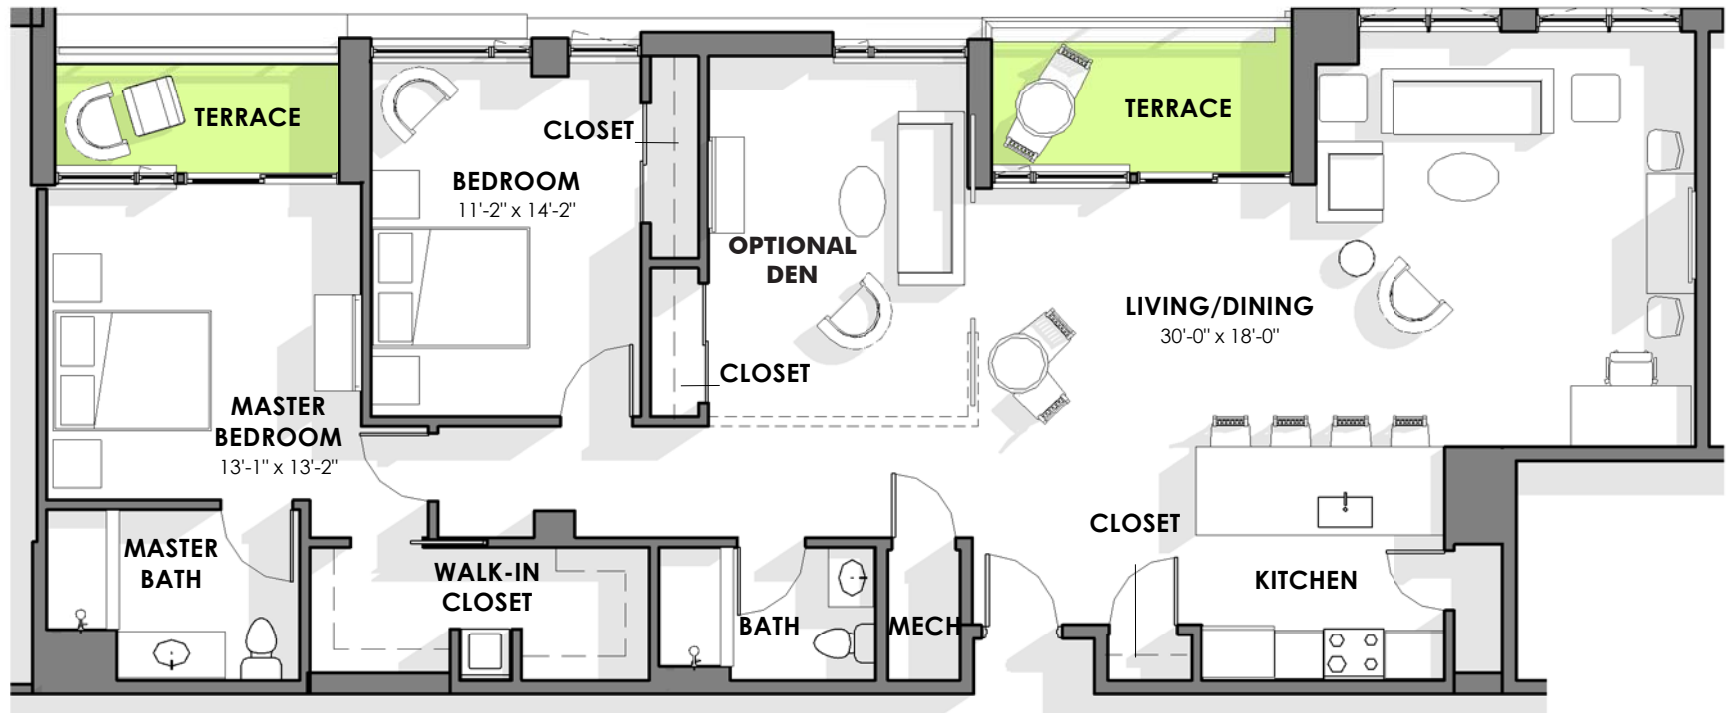 TERRACE
TERRACE
CLOSET
BEDROOM
11'-2" x 14'-2"
OPTIONAL
DEN
LIVING/DINING
30'-0" x 18'-0"
CLOSET
MASTER
BEDROOM
13'-1" x 13'-2"
CLOSET
MASTER
BATH
WALK-IN
CLOSET
KITCHEN
BATH
MECH